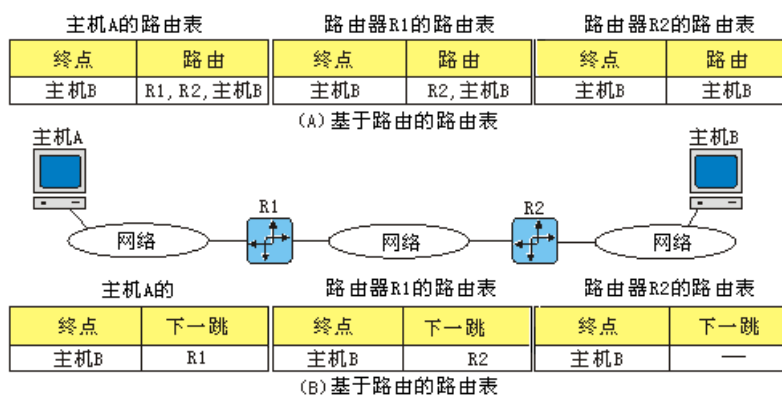 主机A的路由表 路由器R1的路由表 路由器R2的路由表
终点 路由 终点 路由 终点 路由
主机B R1,R2,主机B 主机B R2,主机B 主机B 主机B
(A)基于路由的路由表
主机A 主机B
R1 R2
网络 网络 网络
主机A的 路由器R1的路由表 路由器R2的路由表
终点 下一跳 终点 下一跳 终点 下一跳
主机B R1 主机B R2 主机B —
(B)基于路由的路由表